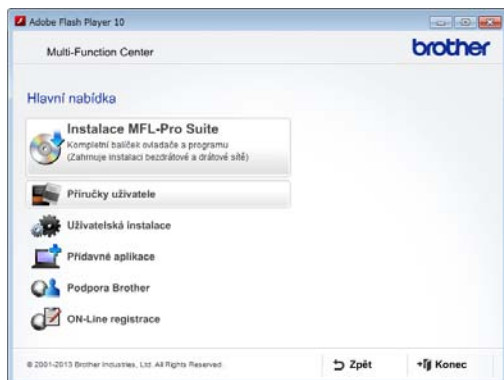 Adobe Flash Player 10
Multi-Function Center
brother
Hlavní nabídka
Instalace MFL-Pro Suite
Kompletní balíček ovladače a programu
(Zahrnuje instalaci bezdrátové a drátové sítě)
Příručky uživatele
Uživatelská instalace
Přídavné aplikace
Podpora Brother
ON-Line registrace
© 2001-2013 Brother Industries, Ltd. All Rights Reserved.
Zpět
Konec